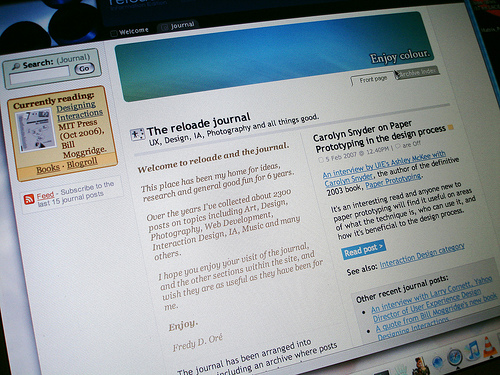 Welcome
Journal
Search: (Journal)
Go
Enjoy colour.
Front page
Archive index
Currently reading:
Designing
Interactions
MIT Press
(Oct 2006),
Bill
Moggridge.
Books - Blogroll
Feed - Subscribe to the
last 15 journal posts
The reloade journal
UX, Design, IA, Photography and all things good.
Welcome to reloade and the journal.
This place has been my home for ideas,
research and general good fun for 6 years.
Over the years I've collected about 2300
posts on topics including Art, Design,
Photography, Web Development,
Interaction Design, IA, Music and many
others.
I hope you enjoy your visit of the journal,
and the other sections within the site, and
wish they are as useful as they have been for
me.
Enjoy.
Fredy D. Oré
The journal has been arranged into
including an archive where posts
Carolyn Snyder on Paper
Prototyping in the design process
5 Feb 2007 @ 12.40PM | are Off
An interview by UIE's Ashley McKee with
Carolyn Snyder, the author of the definitive
2003 book, Paper Prototyping.
It's an interesting read and anyone new to
paper prototyping will find it useful on areas
of what the technique is, who can use it, and
how it's beneficial to the design process.
Read post >
See also: Interaction Design category
Other recent journal posts:
An interview with Larry Cornett, Yahoo
Director of User Experience Design
A quote from Bill Moggridge's new book
Designing Interactions